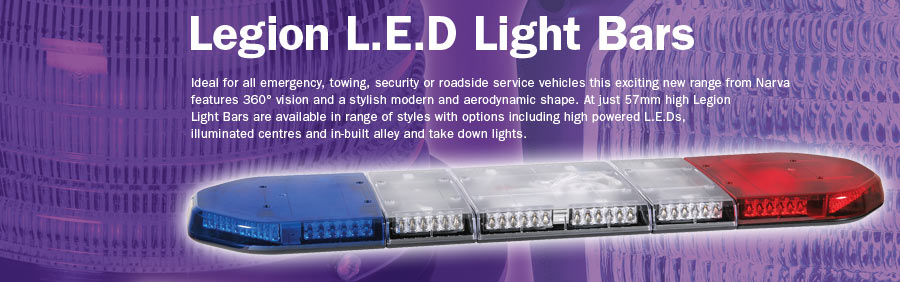 Legion L.E.D Light Bars
Ideal for all emergency, towing, security or roadside service vehicles this exciting new range from Narva
features 360° vision and a stylish modern and aerodynamic shape. At just 57mm high Legion
Light Bars are available in range of styles with options including high powered L.E.Ds,
illuminated centres and in-built alley and take down lights.